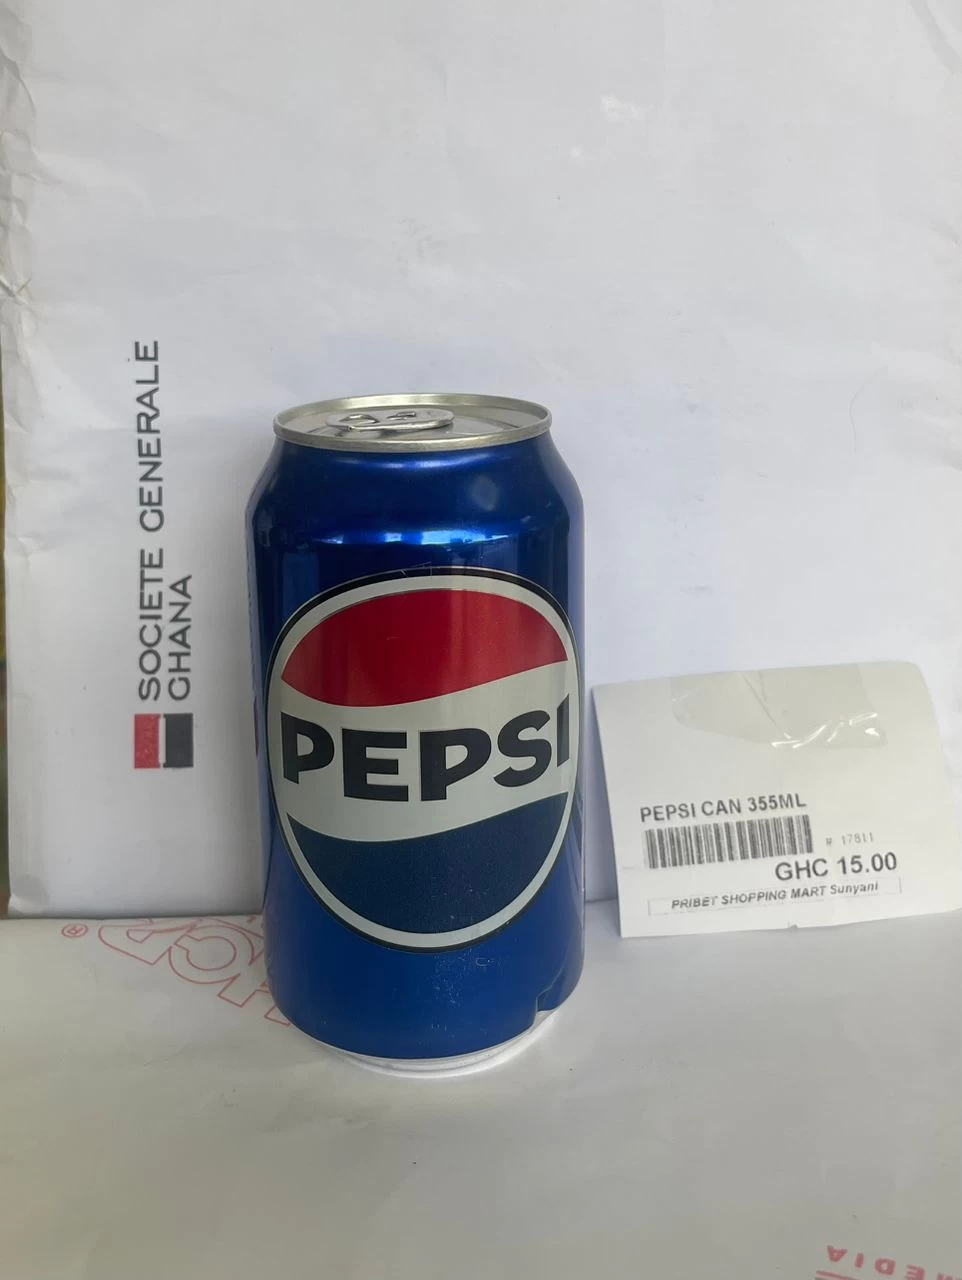 SOCIETE GENERALE
GHANA
PEPSI
PEPSI CAN 355ML
# 17811
GHC 15.00
PRIBET SHOPPING MART Sunyani